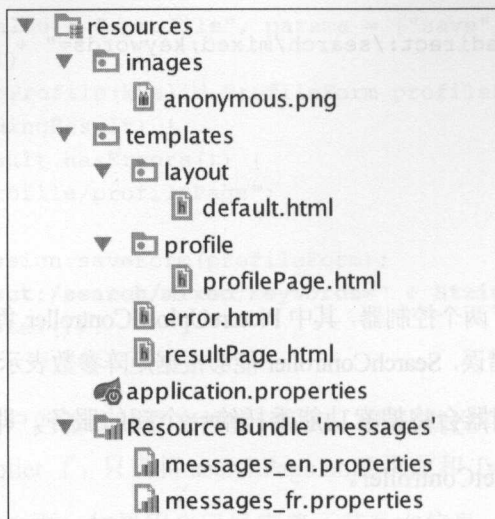 resources
images
anonymous.png
templates
layout
default.html
profile
profilePage.html
error.html
resultPage.html
application.properties
Resource Bundle 'messages'
messages_en.properties
messages_fr.properties